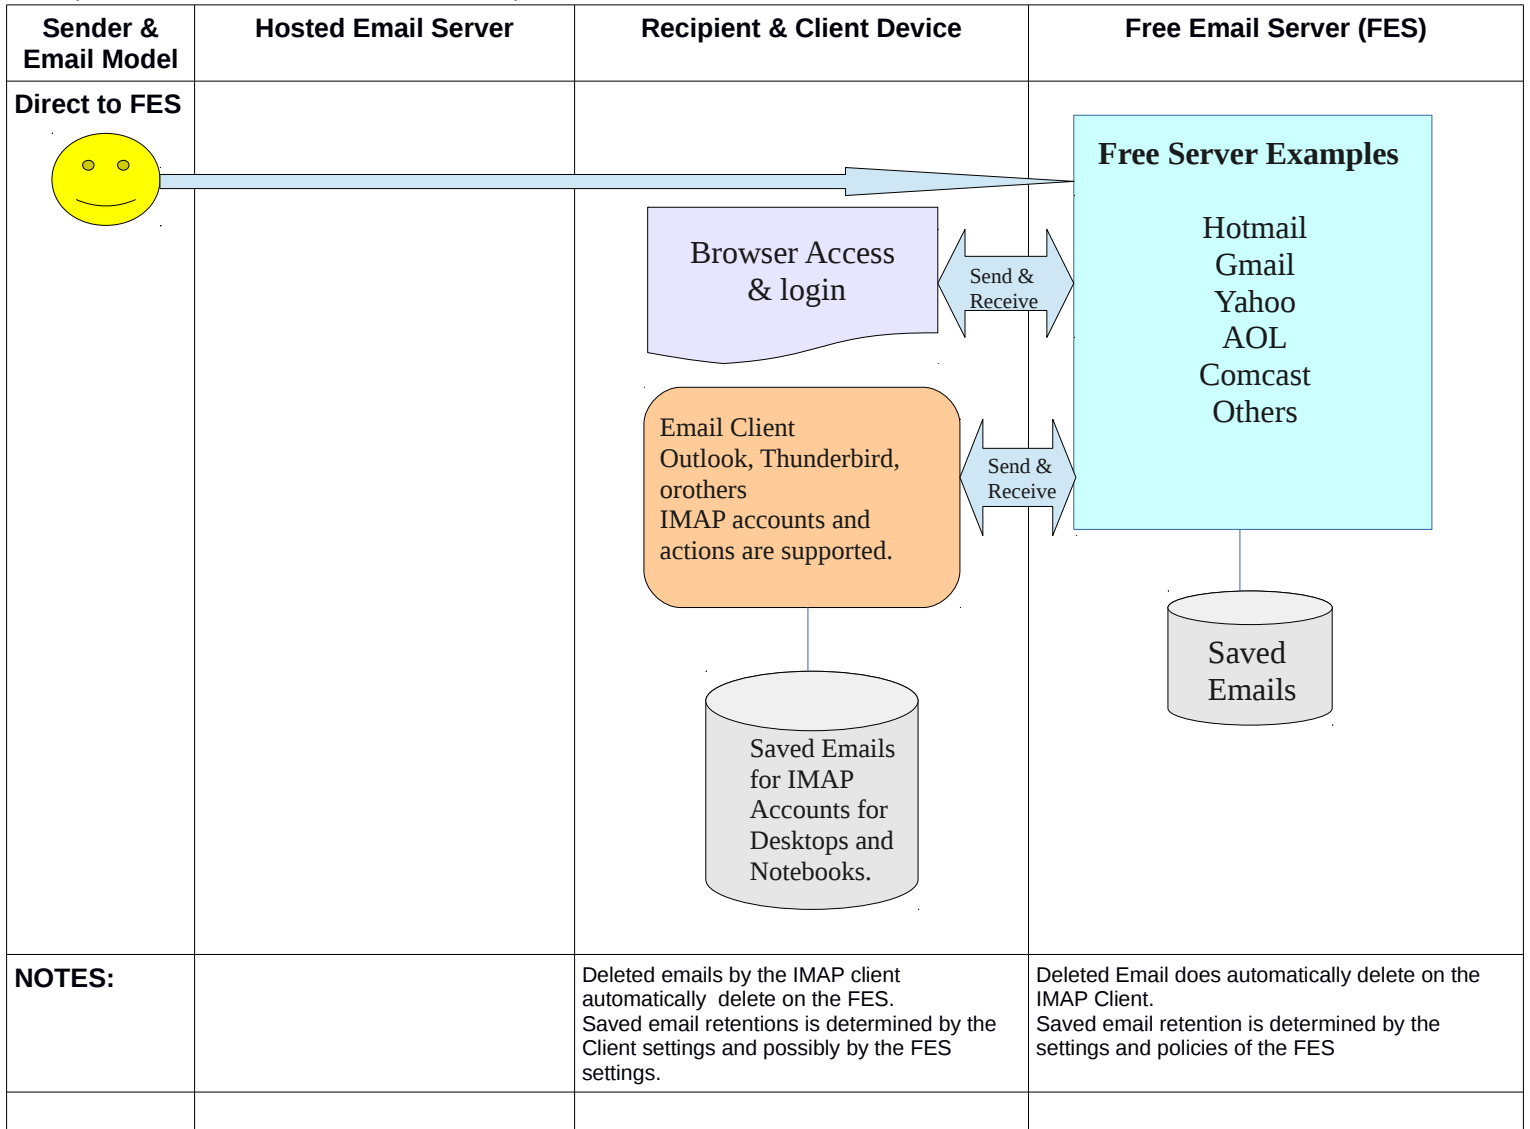 Sender &
Email Model
Hosted Email Server
Recipient & Client Device
Free Email Server (FES)
Direct to FES
Free Server Examples
Hotmail
Gmail
Yahoo
AOL
Comcast
Others
Browser Access
& login
Send &
Receive
Email Client
Outlook, Thunderbird,
orothers
IMAP accounts and
actions are supported.
Send &
Receive
Saved
Emails
Saved Emails
for IMAP
Accounts for
Desktops and
Notebooks.
NOTES:
Deleted emails by the IMAP client
automatically  delete on the FES.
Saved email retentions is determined by the
Client settings and possibly by the FES
settings.
Deleted Email does automatically delete on the
IMAP Client.
Saved email retention is determined by the
settings and policies of the FES